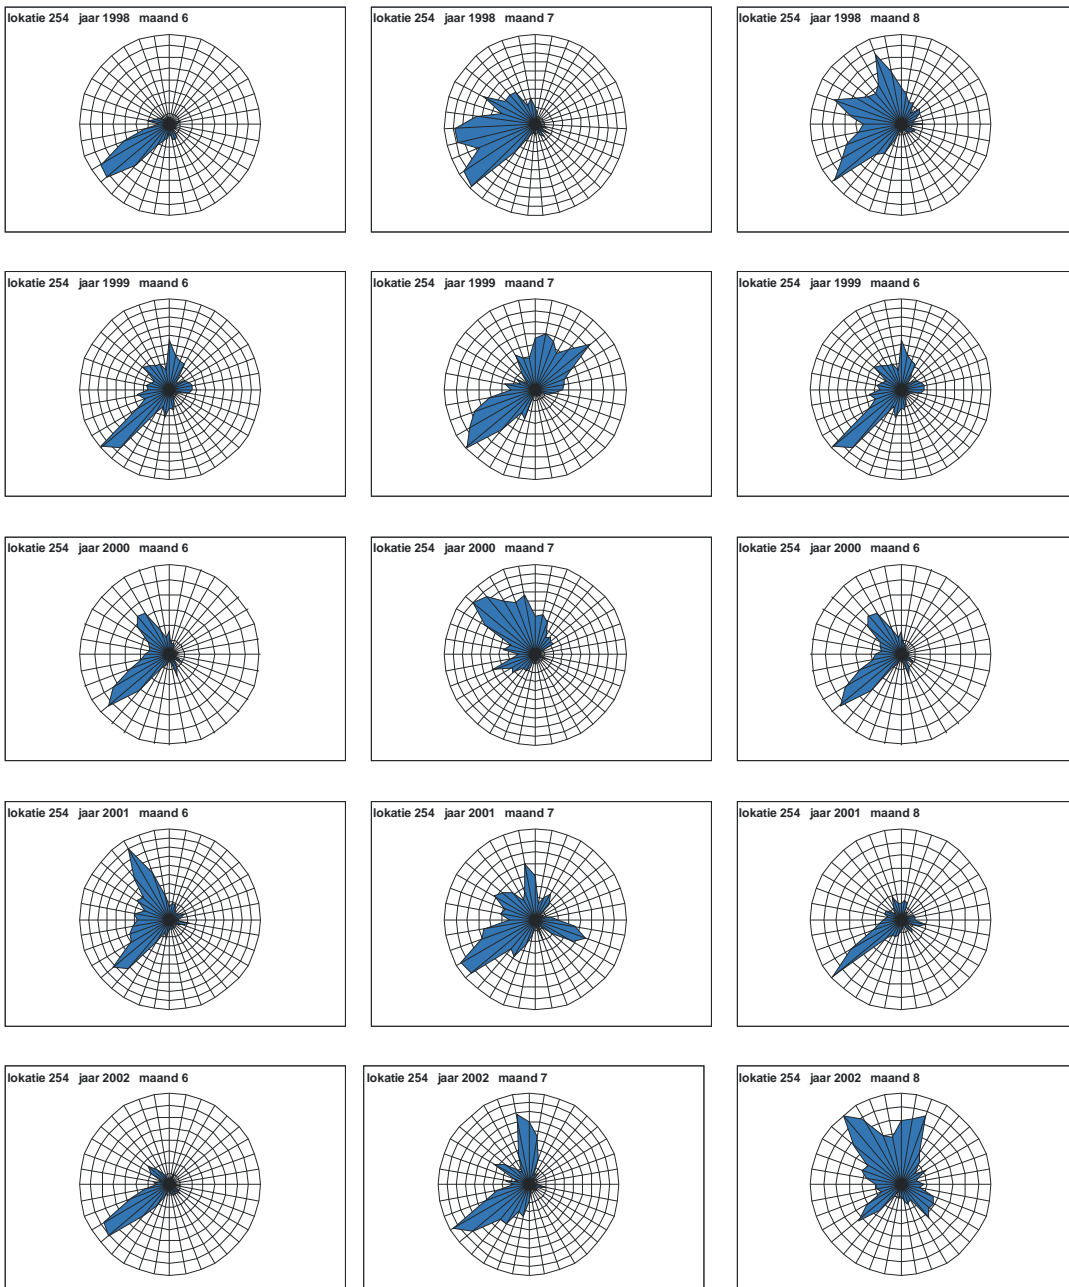 lokatie 254 jaar 1998 maand 6
lokatie 254 jaar 1998 maand 7
lokatie 254 jaar 1998 maand 8
lokatie 254 jaar 1999 maand 6
lokatie 254 jaar 1999 maand 7
lokatie 254 jaar 1999 maand 6
lokatie 254 jaar 2000 maand 6
lokatie 254 jaar 2000 maand 7
lokatie 254 jaar 2000 maand 6
lokatie 254 jaar 2001 maand 6
lokatie 254 jaar 2001 maand 7
lokatie 254 jaar 2001 maand 8
lokatie 254 jaar 2002 maand 6
lokatie 254 jaar 2002 maand 7
lokatie 254 jaar 2002 maand 8